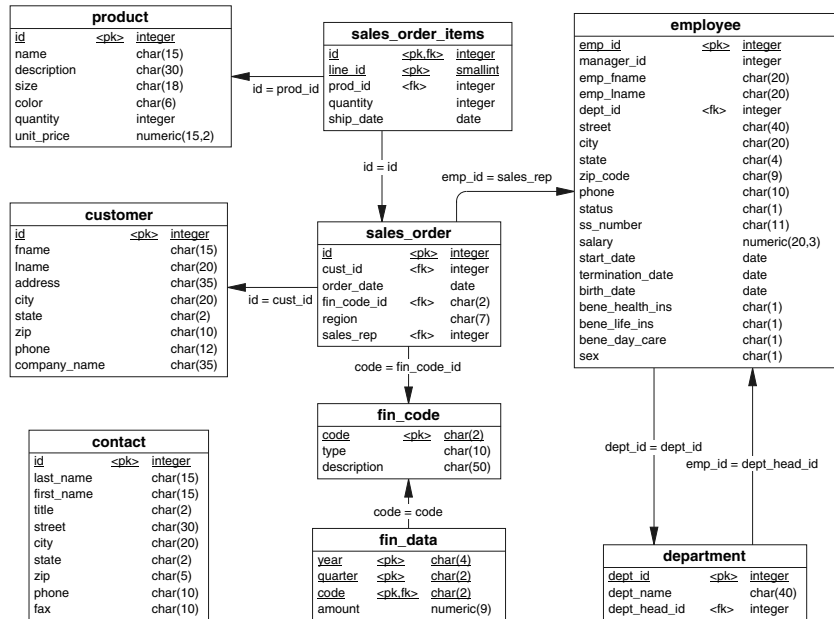 product
id <pk> integer
name char(15)
description char(30)
size char(18)
color char(6)
quantity integer
unit_price numeric(15,2)
id = prod_id
sales_order_items
id <pk,fk> integer
line_id <pk> smallint
prod_id <fk> integer
quantity integer
ship_date date
id = id
emp_id = sales_rep
employee
emp_id <pk> integer
manager_id integer
emp_fname char(20)
emp_lname char(20)
dept_id <fk> integer
street char(40)
city char(20)
state char(4)
zip_code char(9)
phone char(10)
status char(1)
ss_number char(11)
salary numeric(20,3)
start_date date
termination_date date
birth_date date
bene_health_ins char(1)
bene_life_ins char(1)
bene_day_care char(1)
sex char(1)
customer
id <pk> integer
fname char(15)
lname char(20)
address char(35)
city char(20)
state char(2)
zip char(10)
phone char(12)
company_name char(35)
id = cust_id
sales_order
id <pk> integer
cust_id <fk> integer
order_date date
fin_code_id <fk> char(2)
region char(7)
sales_rep <fk> integer
code = fin_code_id
fin_code
code <pk> char(2)
type char(10)
description char(50)
code = code
contact
id <pk> integer
last_name char(15)
first_name char(15)
title char(2)
street char(30)
city char(20)
state char(2)
zip char(5)
phone char(10)
fax char(10)
fin_data
year <pk> char(4)
quarter <pk> char(2)
code <pk,fk> char(2)
amount numeric(9)
dept_id = dept_id
emp_id = dept_head_id
department
dept_id <pk> integer
dept_name char(40)
dept_head_id <fk> integer